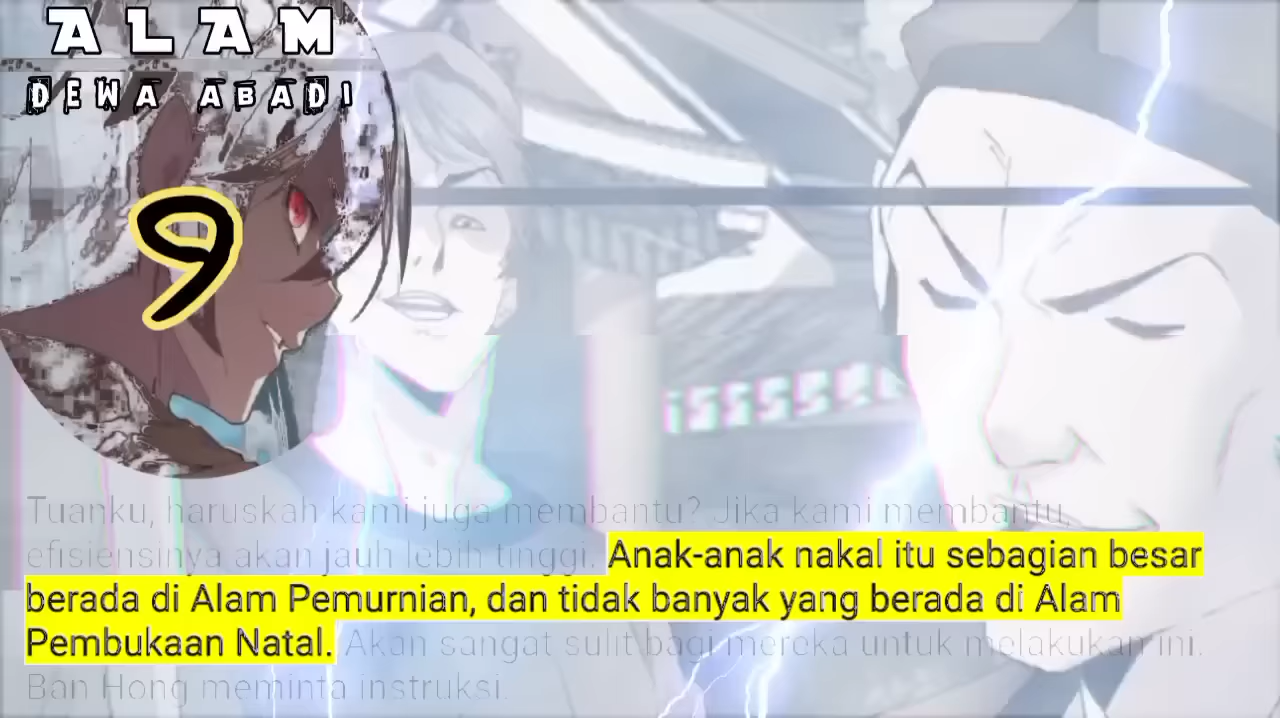 ALAM
DEWA ABADI
9
issss
Tuanku, haruskah kami juga membantu? Jika kami membantu,
efisiensinya akan jauh lebih tinggi. Anak-anak nakal itu sebagian besar
berada di Alam Pemurnian, dan tidak banyak yang berada di Alam
Pembukaan Natal. Akan sangat sulit bagi mereka untuk melakukan ini.
Ban Hong meminta instruksi.